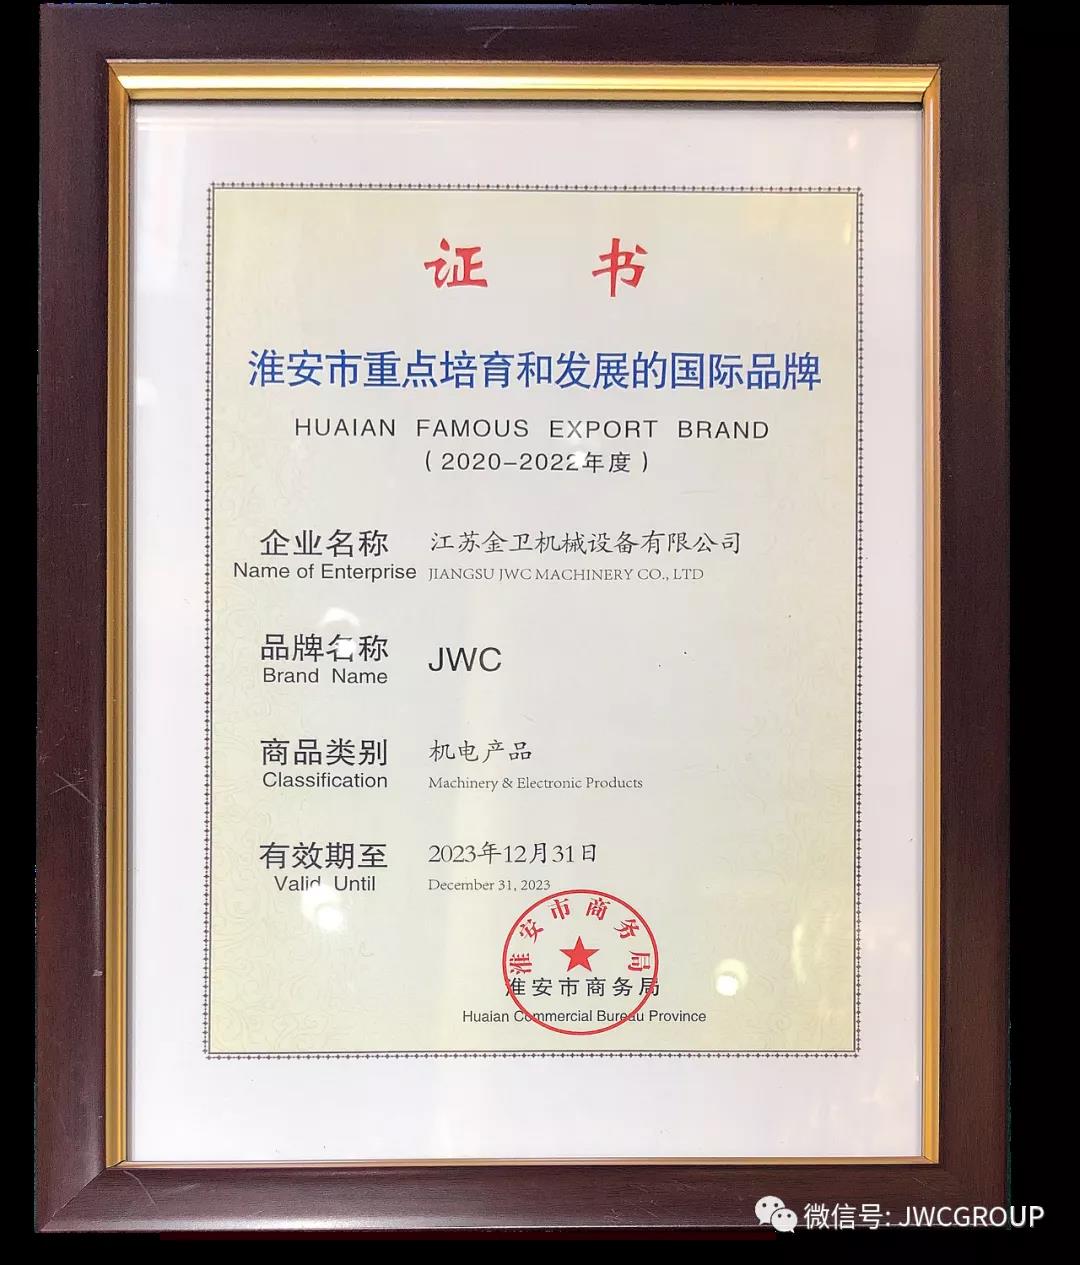 证 书
淮安市重点培育和发展的国际品牌
HUAIAN FAMOUS EXPORT BRAND
（2020-2022年度）
企业名称 江苏金卫机械设备有限公司
Name of Enterprise JIANGSU JWC MACHINERY CO., LTD
品牌名称 JWC
Brand Name
商品类别 机电产品
Classification Machinery & Electronic Products
有效期至 2023年12月31日
Valid Until December 31, 2023
淮安市商务局
淮安市商务局
Huaian Commercial Bureau Province
微信号: JWCGROUP